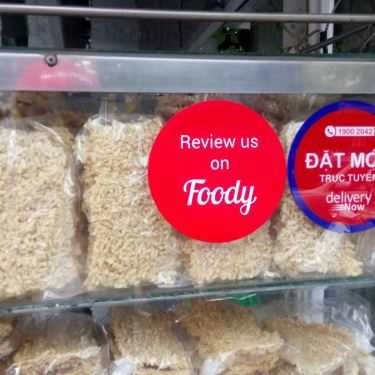 Review us
on
Foody
1900 2042
ĐẶT MÓ
TRỰC TUYẾN
delivery
Now